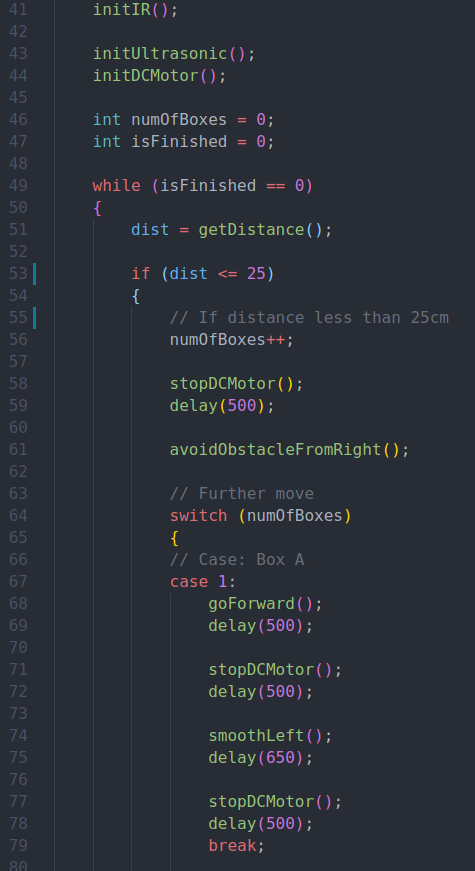 41 initIR();
42
43 initUltrasonic();
44 initDCMotor();
45
46 int numOfBoxes = 0;
47 int isFinished = 0;
48
49 while (isFinished == 0)
50 {
51 dist = getDistance();
52
53 if (dist <= 25)
54 {
55 // If distance less than 25cm
56 numOfBoxes++;
57
58 stopDCMotor();
59 delay(500);
60
61 avoidObstacleFromRight();
62
63 // Further move
64 switch (numOfBoxes)
65 {
66 // Case: Box A
67 case 1:
68 goForward();
69 delay(500);
70
71 stopDCMotor();
72 delay(500);
73
74 smoothLeft();
75 delay(650);
76
77 stopDCMotor();
78 delay(500);
79 break;
80